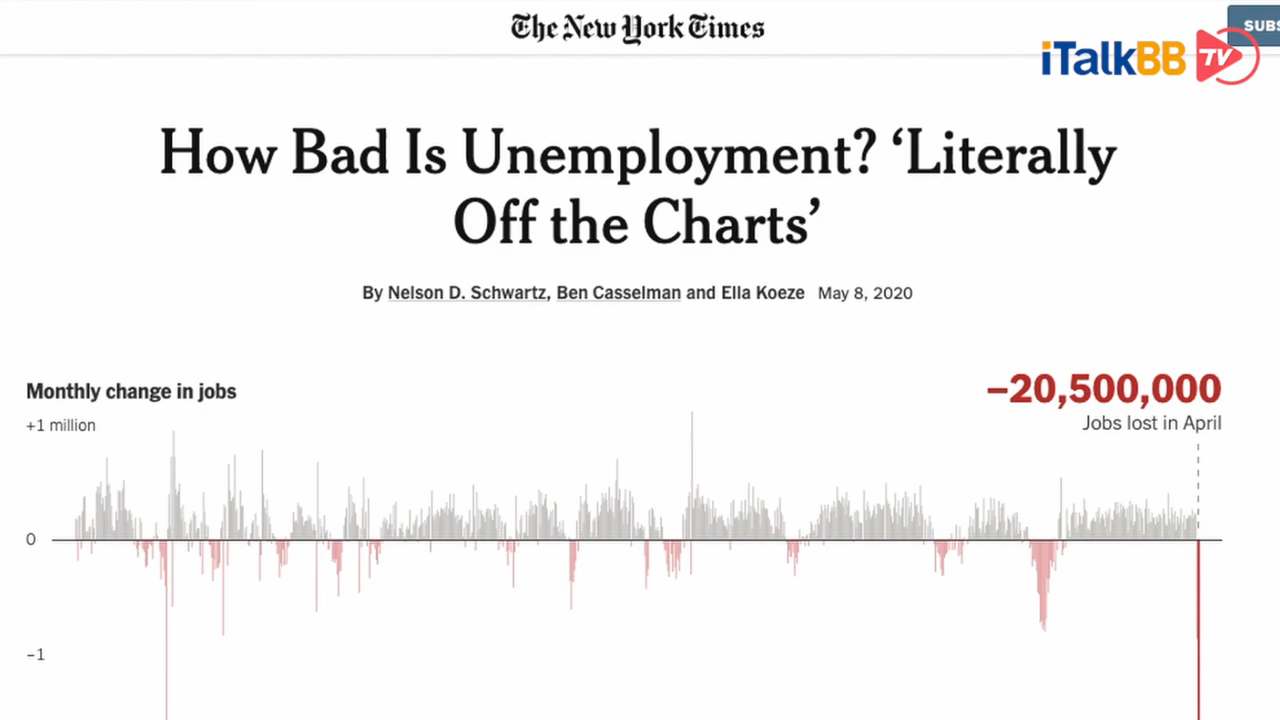 The New York Times
SUBS
iTalkBB TV
How Bad Is Unemployment? ‘Literally
Off the Charts’
By Nelson D. Schwartz, Ben Casselman and Ella Koeze May 8, 2020
Monthly change in jobs
−20,500,000
+1 million
Jobs lost in April
0
−1